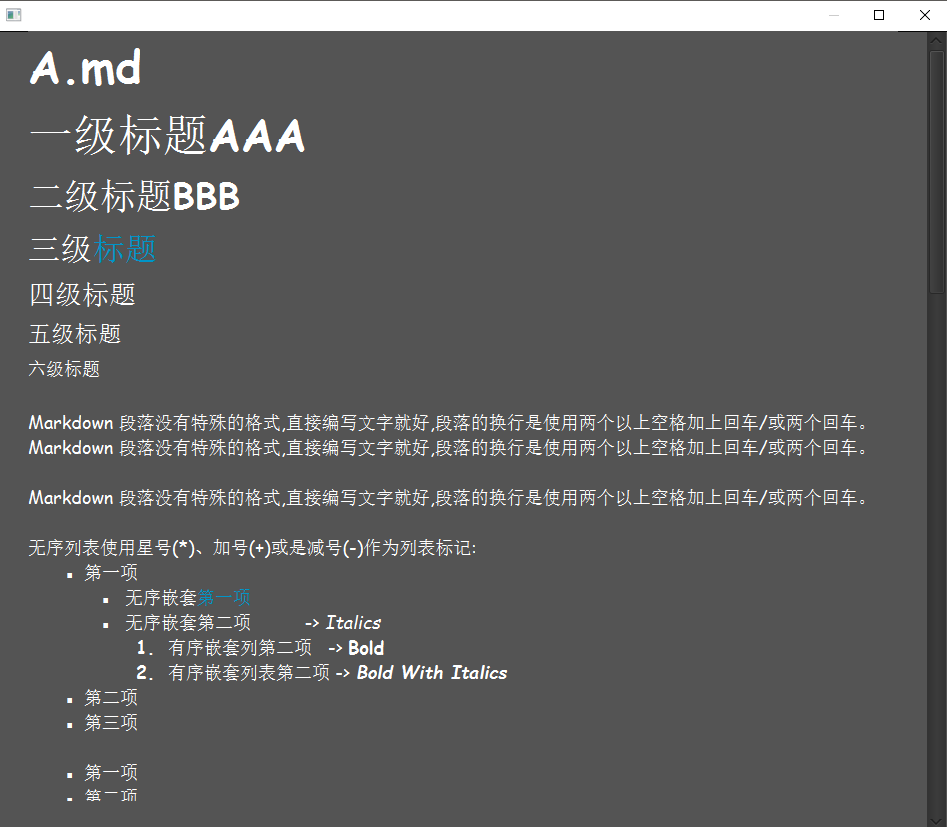 A.md
一级标题AAA
二级标题BBB
三级标题
四级标题
五级标题
六级标题
Markdown 段落没有特殊的格式,直接编写文字就好,段落的换行是使用两个以上空格加上回车/或两个回车。
Markdown 段落没有特殊的格式,直接编写文字就好,段落的换行是使用两个以上空格加上回车/或两个回车。
Markdown 段落没有特殊的格式,直接编写文字就好,段落的换行是使用两个以上空格加上回车/或两个回车。
无序列表使用星号(*)、加号(+)或是减号(-)作为列表标记:
▪ 第一项
▪ 无序嵌套第一项
▪ 无序嵌套第二项 -> Italics
1. 有序嵌套列第二项 -> Bold
2. 有序嵌套列表第二项 -> Bold With Italics
▪ 第二项
▪ 第三项
▪ 第一项
▪ 第二项